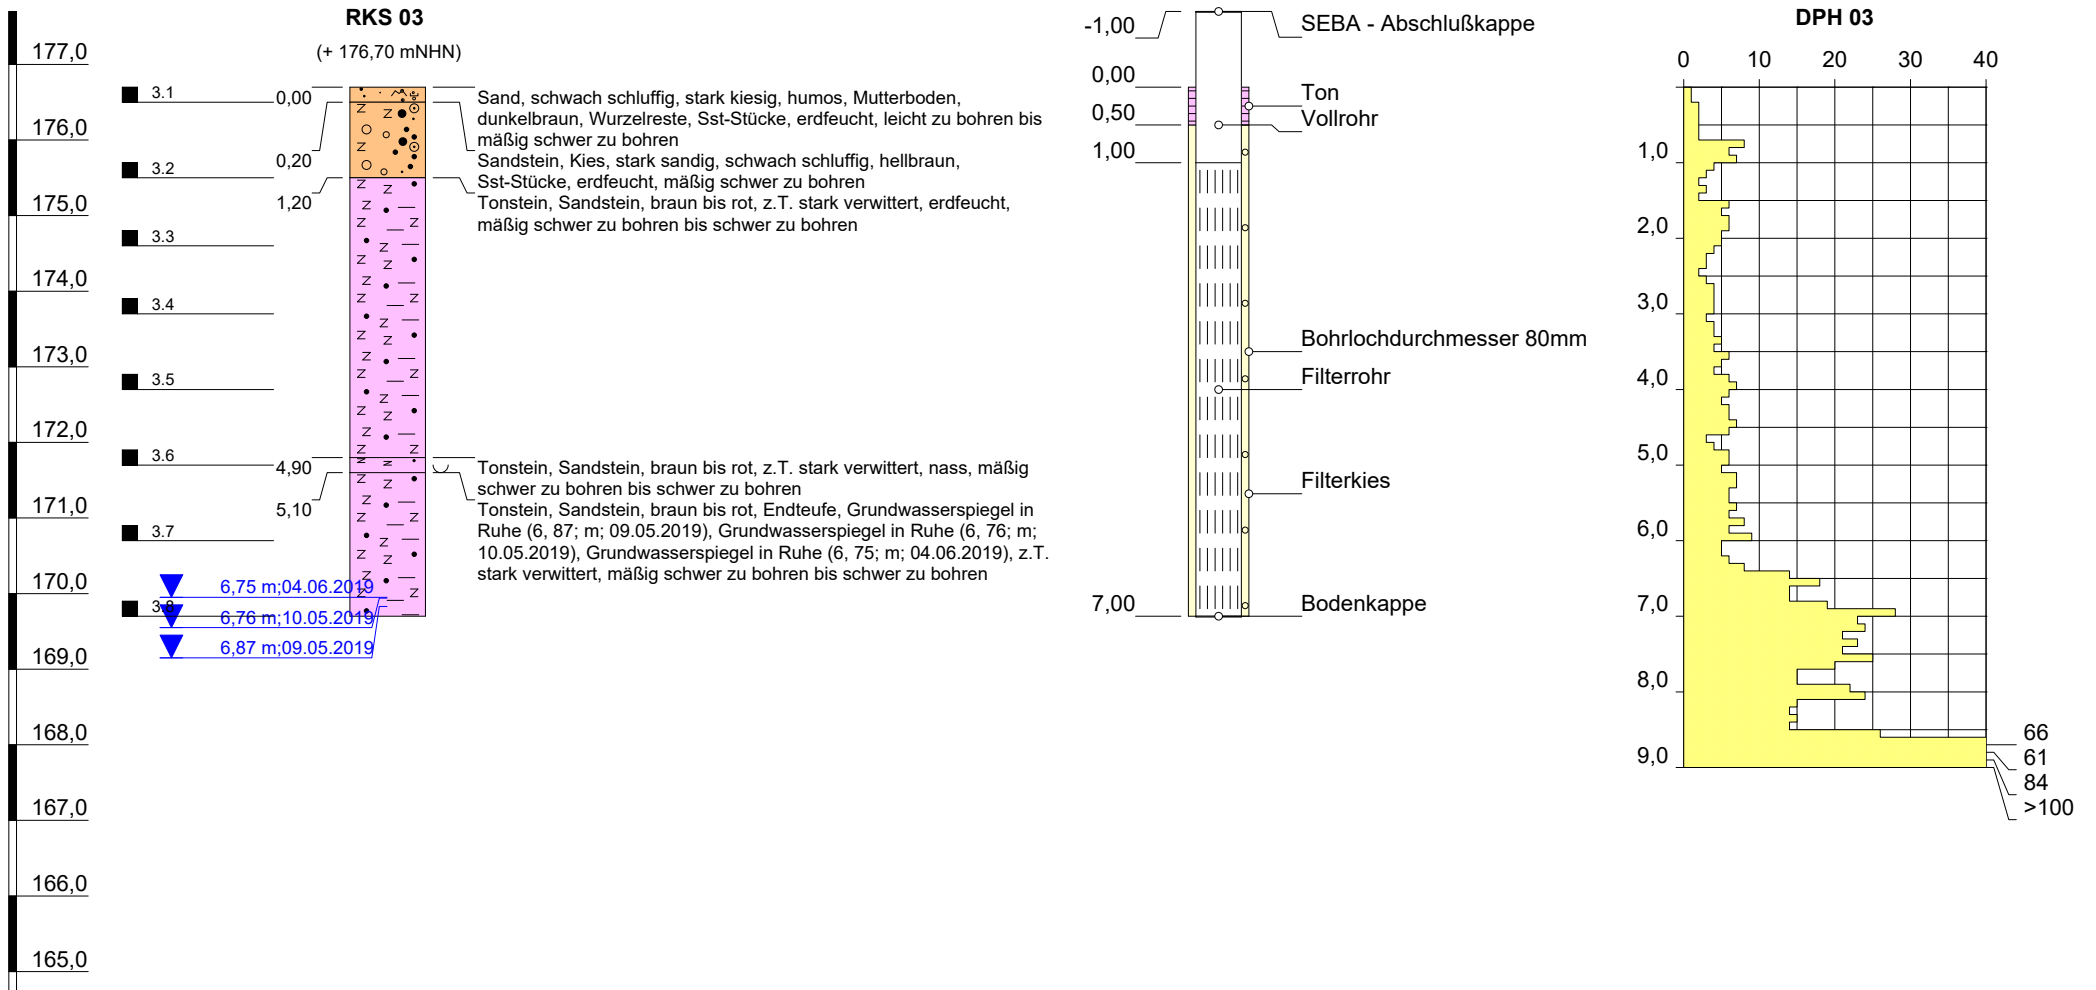 RKS 03
(+ 176,70 mNHN)
177,0
176,0
175,0
174,0
173,0
172,0
171,0
170,0
169,0
168,0
167,0
166,0
165,0
3.1
3.2
3.3
3.4
3.5
3.6
3.7
3.8
0,00
0,20
1,20
4,90
5,10
Sand, schwach schluffig, stark kiesig, humos, Mutterboden,
dunkelbraun, Wurzelreste, Sst-Stücke, erdfeucht, leicht zu bohren bis
mäßig schwer zu bohren
Sandstein, Kies, stark sandig, schwach schluffig, hellbraun,
Sst-Stücke, erdfeucht, mäßig schwer zu bohren
Tonstein, Sandstein, braun bis rot, z.T. stark verwittert, erdfeucht,
mäßig schwer zu bohren bis schwer zu bohren
Tonstein, Sandstein, braun bis rot, z.T. stark verwittert, nass, mäßig
schwer zu bohren bis schwer zu bohren
Tonstein, Sandstein, braun bis rot, Endteufe, Grundwasserspiegel in
Ruhe (6, 87; m; 09.05.2019), Grundwasserspiegel in Ruhe (6, 76; m;
10.05.2019), Grundwasserspiegel in Ruhe (6, 75; m; 04.06.2019), z.T.
stark verwittert, mäßig schwer zu bohren bis schwer zu bohren
6,75 m;04.06.2019
6,76 m;10.05.2019
6,87 m;09.05.2019
-1,00
0,00
0,50
1,00
7,00
SEBA - Abschlußkappe
Ton
Vollrohr
Bohrlochdurchmesser 80mm
Filterrohr
Filterkies
Bodenkappe
DPH 03
0 10 20 30 40
1,0
2,0
3,0
4,0
5,0
6,0
7,0
8,0
9,0
66
61
84
>100